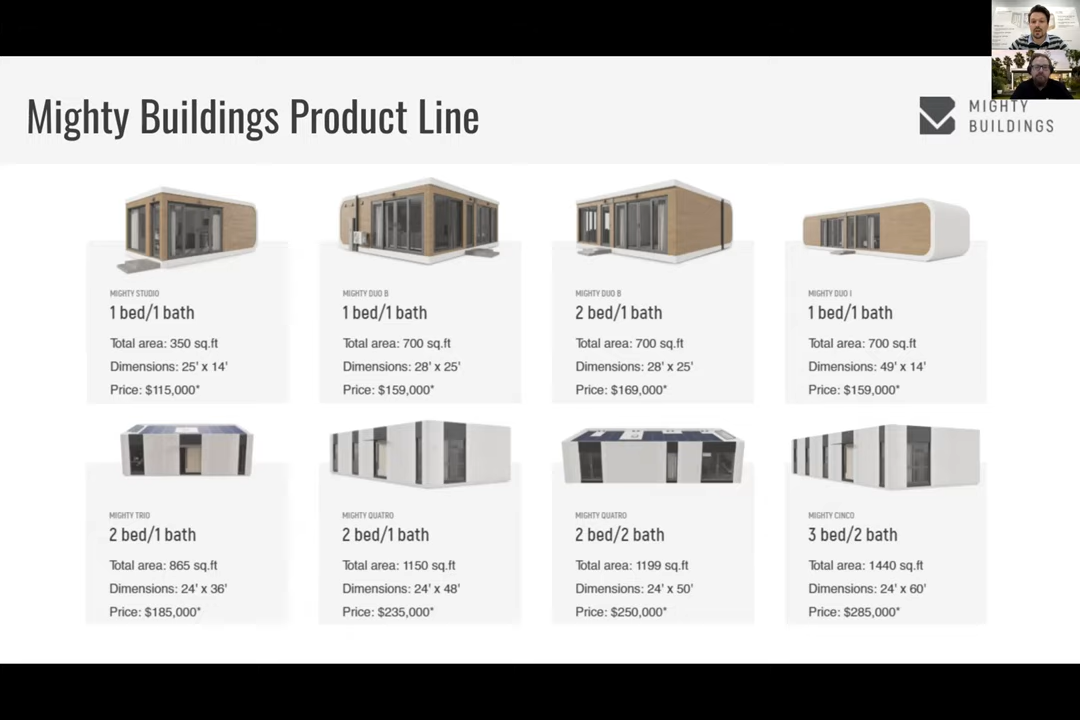 Mighty Buildings Product Line
MIGHTY
BUILDINGS
MIGHTY STUDIO
1 bed/1 bath
Total area: 350 sq.ft
Dimensions: 25' x 14'
Price: $115,000*
MIGHTY DUO B
1 bed/1 bath
Total area: 700 sq.ft
Dimensions: 28' x 25'
Price: $159,000*
MIGHTY DUO B
2 bed/1 bath
Total area: 700 sq.ft
Dimensions: 28' x 25'
Price: $169,000*
MIGHTY DUO I
1 bed/1 bath
Total area: 700 sq.ft
Dimensions: 49' x 14'
Price: $159,000*
MIGHTY TRIO
2 bed/1 bath
Total area: 865 sq.ft
Dimensions: 24' x 36'
Price: $185,000*
MIGHTY QUATRO
2 bed/1 bath
Total area: 1150 sq.ft
Dimensions: 24' x 48'
Price: $235,000*
MIGHTY QUATRO
2 bed/2 bath
Total area: 1199 sq.ft
Dimensions: 24' x 50'
Price: $250,000*
MIGHTY CINCO
3 bed/2 bath
Total area: 1440 sq.ft
Dimensions: 24' x 60'
Price: $285,000*